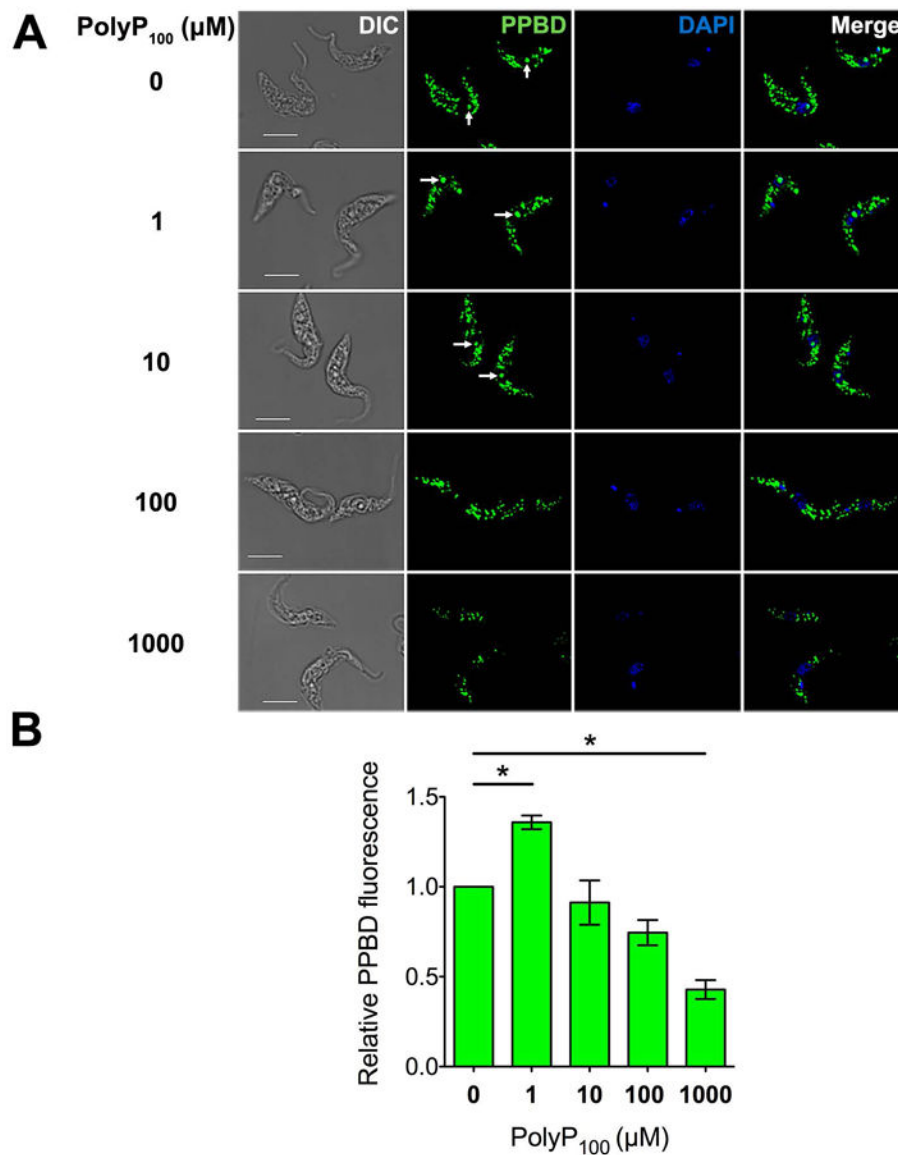 A
PolyP₁₀₀ (µM) DIC PPBD DAPI Merge
0
1
10
100
1000
B
*
*
Relative PPBD fluorescence
1.5
1.0
0.5
0.0
0 1 10 100 1000
PolyP₁₀₀ (µM)